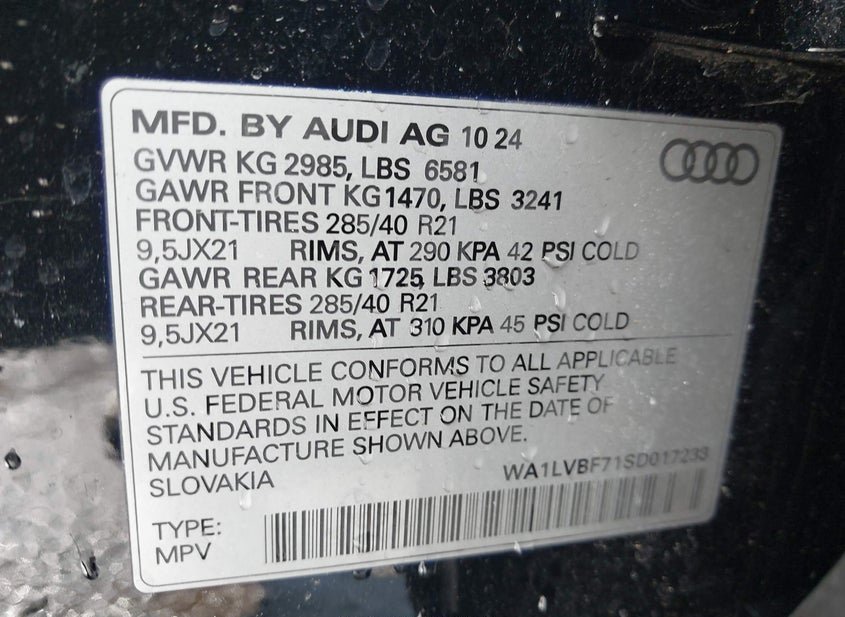 MFD. BY AUDI AG 10 24
GVWR KG 2985, LBS 6581
GAWR FRONT KG1470, LBS 3241
FRONT-TIRES 285/40 R21
9,5JX21 RIMS, AT 290 KPA 42 PSI COLD
GAWR REAR KG 1725, LBS 3803
REAR-TIRES 285/40 R21
9,5JX21 RIMS, AT 310 KPA 45 PSI COLD
THIS VEHICLE CONFORMS TO ALL APPLICABLE
U.S. FEDERAL MOTOR VEHICLE SAFETY
STANDARDS IN EFFECT ON THE DATE OF
MANUFACTURE SHOWN ABOVE.
SLOVAKIA
WA1LVBF71SD017233
TYPE:
MPV